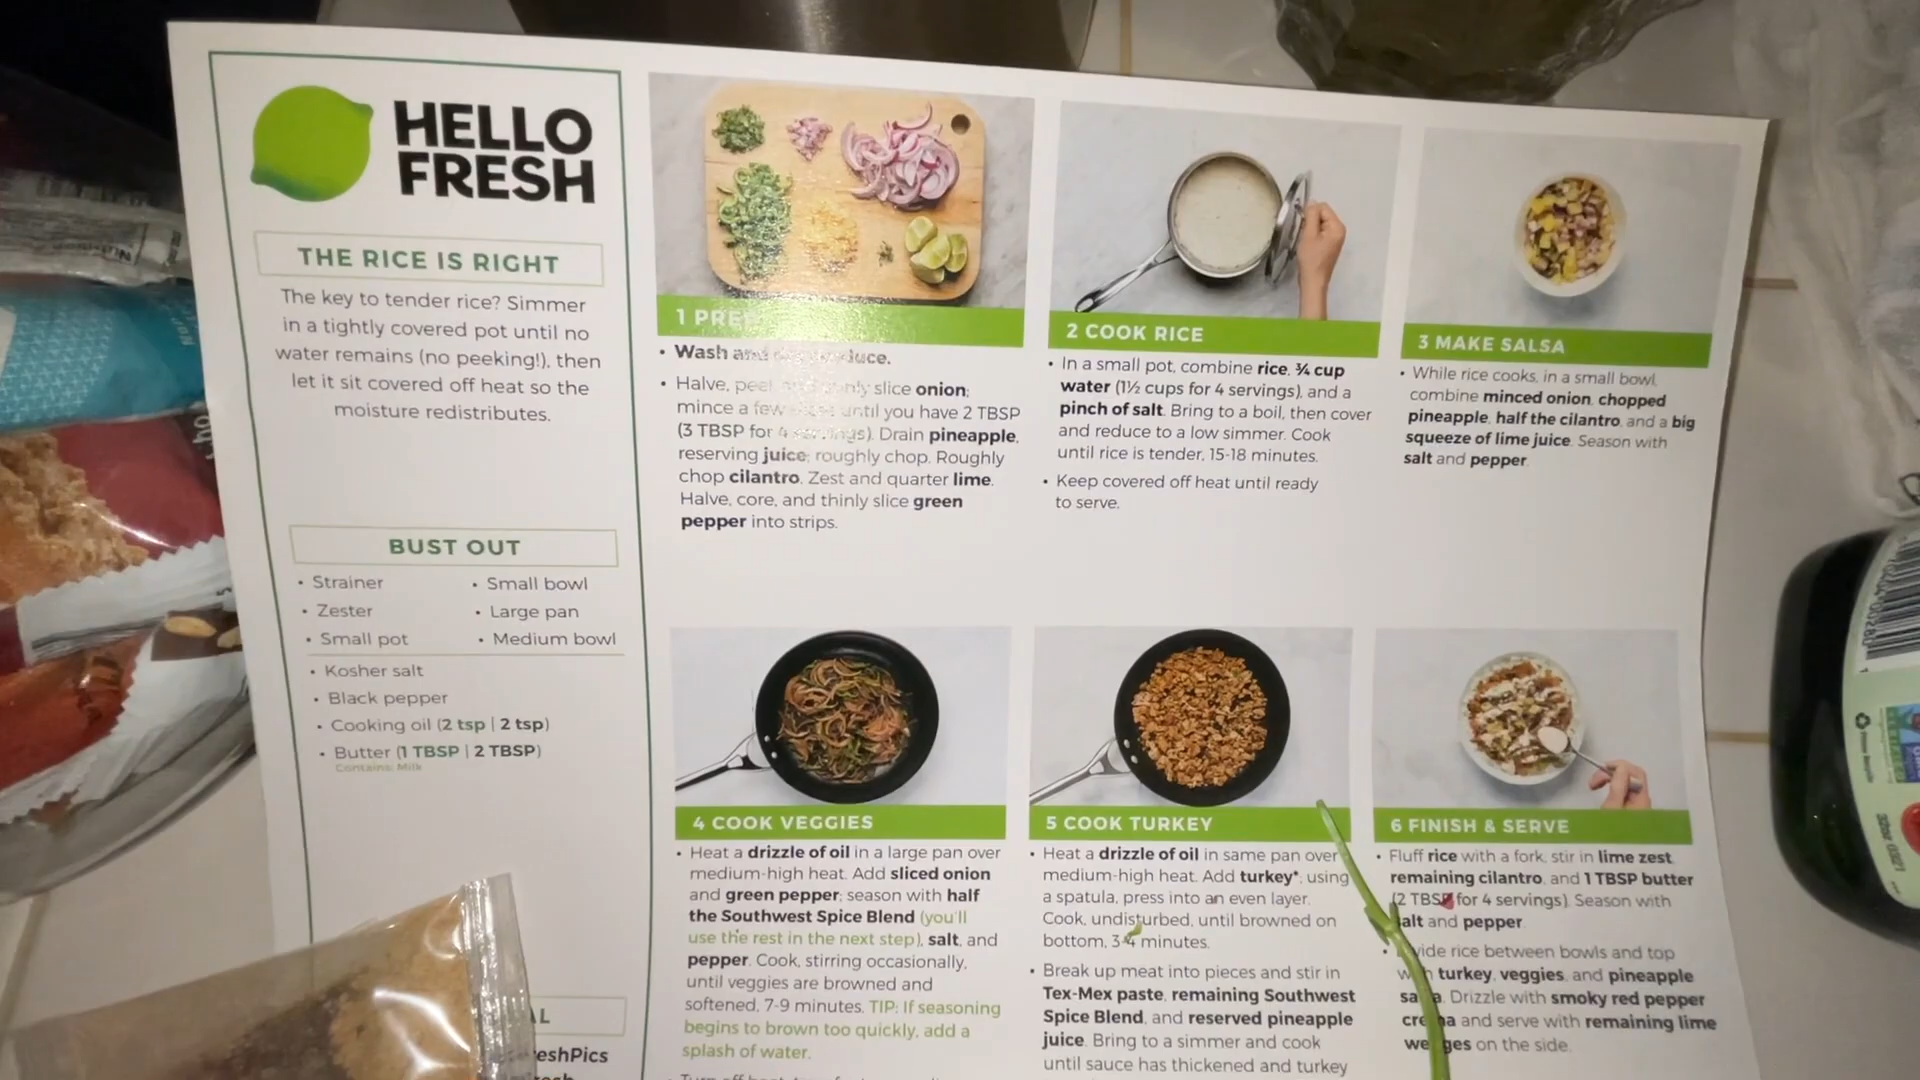 HELLO
FRESH
THE RICE IS RIGHT
The key to tender rice? Simmer
in a tightly covered pot until no
water remains (no peeking!), then
let it sit covered off heat so the
moisture redistributes.
BUST OUT
• Strainer
• Zester
• Small pot
• Small bowl
• Large pan
• Medium bowl
• Kosher salt
• Black pepper
• Cooking oil (2 tsp | 2 tsp)
• Butter (1 TBSP | 2 TBSP)
Contains: Milk
1 PREP
• Wash and dry produce.
• Halve, peel, and thinly slice onion;
mince a few until you have 2 TBSP
(3 TBSP for 4 servings). Drain pineapple,
reserving juice; roughly chop. Roughly
chop cilantro. Zest and quarter lime.
Halve, core, and thinly slice green
pepper into strips.
2 COOK RICE
• In a small pot, combine rice, ¾ cup
water (1½ cups for 4 servings), and a
pinch of salt. Bring to a boil, then cover
and reduce to a low simmer. Cook
until rice is tender, 15-18 minutes.
• Keep covered off heat until ready
to serve.
3 MAKE SALSA
• While rice cooks, in a small bowl,
combine minced onion, chopped
pineapple, half the cilantro, and a big
squeeze of lime juice. Season with
salt and pepper.
4 COOK VEGGIES
• Heat a drizzle of oil in a large pan over
medium-high heat. Add sliced onion
and green pepper; season with half
the Southwest Spice Blend (you'll
use the rest in the next step), salt, and
pepper. Cook, stirring occasionally,
until veggies are browned and
softened, 7-9 minutes. TIP: If seasoning
begins to brown too quickly, add a
splash of water.
5 COOK TURKEY
• Heat a drizzle of oil in same pan over
medium-high heat. Add turkey*; using
a spatula, press into an even layer.
Cook, undisturbed, until browned on
bottom, 3-4 minutes.
• Break up meat into pieces and stir in
Tex-Mex paste, remaining Southwest
Spice Blend, and reserved pineapple
juice. Bring to a simmer and cook
until sauce has thickened and turkey
6 FINISH & SERVE
• Fluff rice with a fork; stir in lime zest,
remaining cilantro, and 1 TBSP butter
(2 TBSP for 4 servings). Season with
salt and pepper.
• Divide rice between bowls and top
with turkey, veggies, and pineapple
salsa. Drizzle with smoky red pepper
crema and serve with remaining lime
wedges on the side.
AL
eshPics